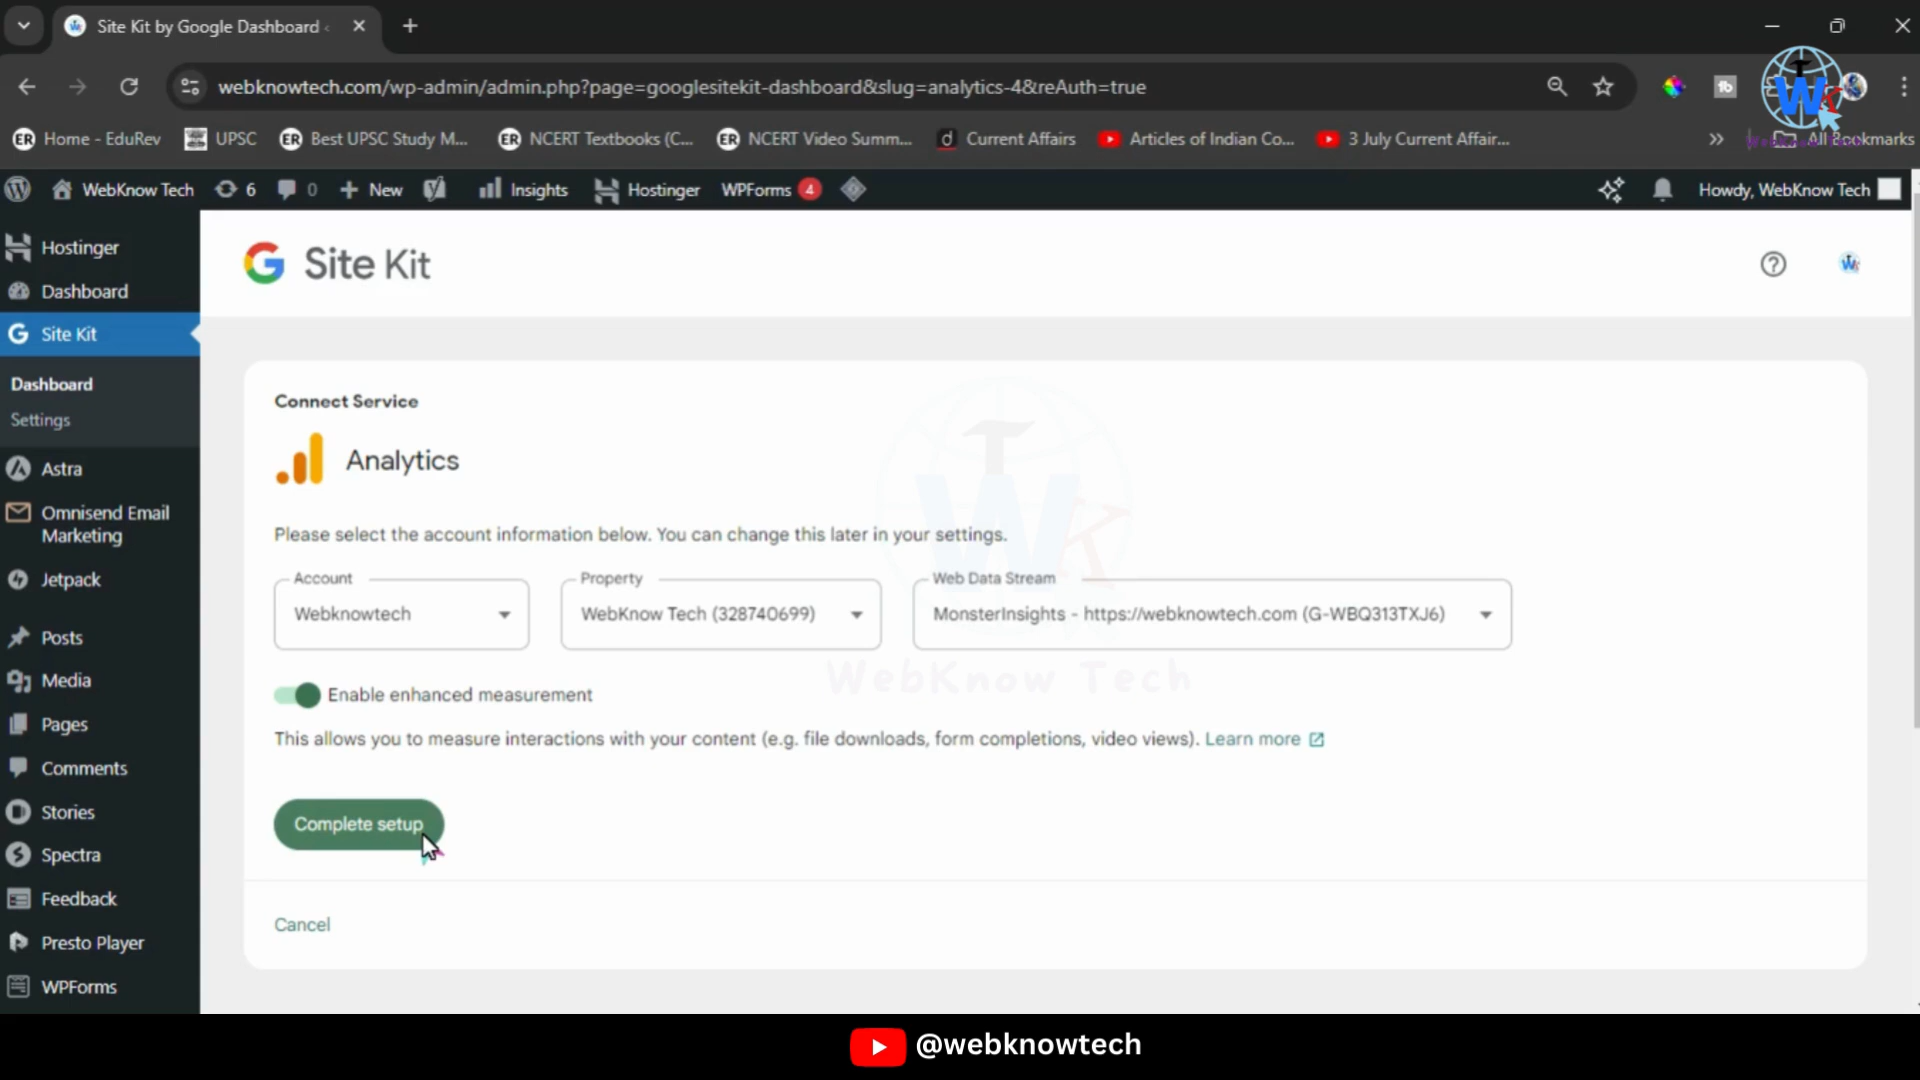 Site Kit by Google Dashboard
webknowtech.com/wp-admin/admin.php?page=googlesitekit-dashboard&slug=analytics-4&reAuth=true
Home - EduRev
UPSC
Best UPSC Study M...
NCERT Textbooks (C...
NCERT Video Summ...
Current Affairs
Articles of Indian Co...
3 July Current Affair...
All Bookmarks
WebKnow Tech
6
0
New
Insights
Hostinger
WPForms 4
Howdy, WebKnow Tech
Hostinger
Dashboard
Site Kit
Dashboard
Settings
Astra
Omnisend Email
Marketing
Jetpack
Posts
Media
Pages
Comments
Stories
Spectra
Feedback
Presto Player
WPForms
Site Kit
Connect Service
Analytics
Please select the account information below. You can change this later in your settings.
Account
Webknowtech
Property
WebKnow Tech (328740699)
Web Data Stream
MonsterInsights - https://webknowtech.com (G-WBQ313TXJ6)
WebKnow Tech
Enable enhanced measurement
This allows you to measure interactions with your content (e.g. file downloads, form completions, video views). Learn more
Complete setup
Cancel
@webknowtech